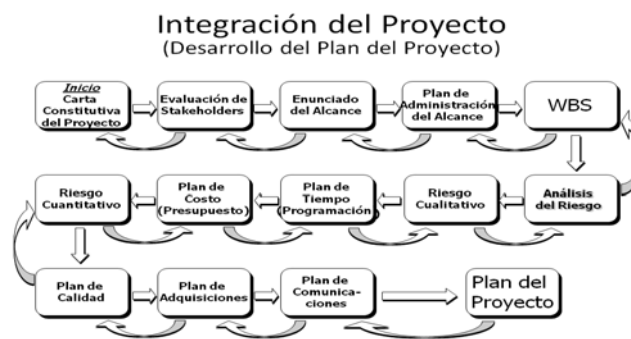 Integración del Proyecto
(Desarrollo del Plan del Proyecto)
Inicio
Carta
Constitutiva
del Proyecto
Evaluación de
Stakeholders
Enunciado
del Alcance
Plan de
Administración
del Alcance
WBS
Riesgo
Cuantitativo
Plan de
Costo
(Presupuesto)
Plan de
Tiempo
(Programación)
Riesgo
Cualitativo
Análisis
del Riesgo
Plan de
Calidad
Plan de
Adquisiciones
Plan de
Comunica-
ciones
Plan del
Proyecto